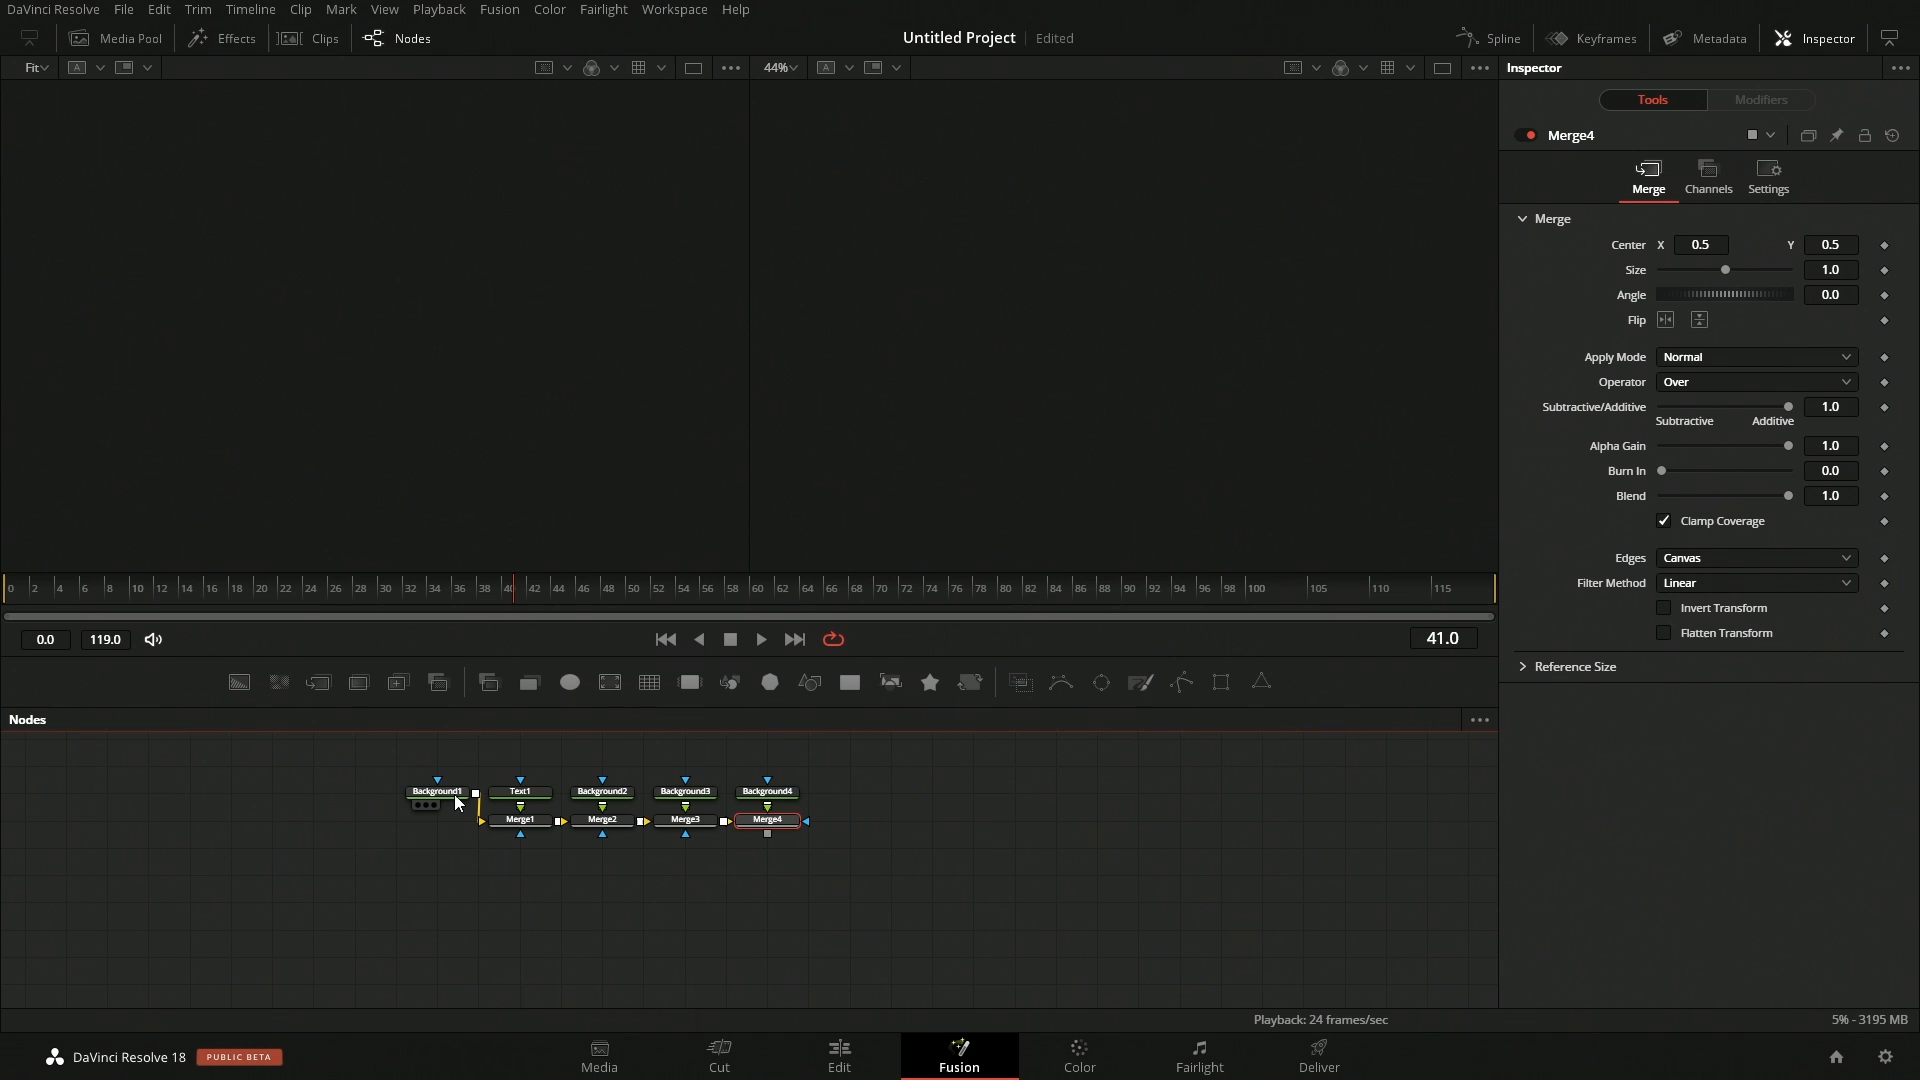 DaVinci Resolve File Edit Trim Timeline Clip Mark View Playback Fusion Color Fairlight Workspace Help
Media Pool Effects Clips Nodes Untitled Project Edited Spline Keyframes Metadata Inspector
Fit A 44% A Inspector
Tools Modifiers
Merge4
Merge Channels Settings
Merge
Center X 0.5 Y 0.5
Size 1.0
Angle 0.0
Flip
Apply Mode Normal
Operator Over
Subtractive/Additive 1.0
Subtractive Additive
Alpha Gain 1.0
Burn In 0.0
Blend 1.0
Clamp Coverage
Edges Canvas
Filter Method Linear
Invert Transform
Flatten Transform
Reference Size
0 2 4 6 8 10 12 14 16 18 20 22 24 26 28 30 32 34 36 38 40 42 44 46 48 50 52 54 56 58 60 62 64 66 68 70 72 74 76 78 80 82 84 86 88 90 92 94 96 98 100 105 110 115
0.0 119.0 41.0
Nodes
Background1 Text1 Background2 Background3 Background4
Merge1 Merge2 Merge3 Merge4
Playback: 24 frames/sec 5% - 3195 MB
DaVinci Resolve 18 PUBLIC BETA Media Cut Edit Fusion Color Fairlight Deliver